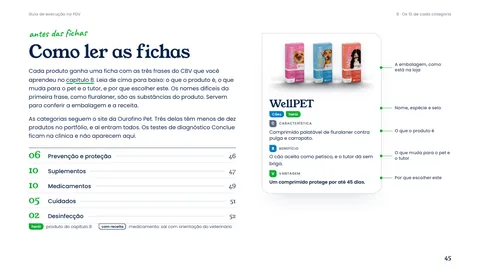 Guia de execução no PDV
9 · Os 10 de cada categoria
antes das fichas
Como ler as fichas
Cada produto ganha uma ficha com as três frases do CBV que você
aprendeu no capítulo 8. Leia de cima para baixo: o que o produto é, o que
muda para o pet e o tutor, e por que escolher este. Os nomes difíceis da
primeira frase, como fluralaner, são as substâncias do produto. Servem
para conferir a embalagem e a receita.
As categorias seguem o site da Ourofino Pet. Três delas têm menos de dez
produtos no portfólio, e aí entram todos. Os testes de diagnóstico Conclue
ficam na clínica e não aparecem aqui.
06 Prevenção e proteção 46
10 Suplementos 47
10 Medicamentos 49
05 Cuidados 51
02 Desinfecção 52
herói produto do capítulo 8 com receita medicamento: sai com orientação do veterinário
WellPET
Cães herói
C CARACTERÍSTICA
Comprimido palatável de fluralaner contra
pulga e carrapato.
B BENEFÍCIO
O cão aceita como petisco, e o tutor dá sem
briga.
V VANTAGEM
Um comprimido protege por até 45 dias.
A embalagem, como
está na loja
Nome, espécie e selo
O que o produto é
O que muda para o pet e
o tutor
Por que escolher este
45